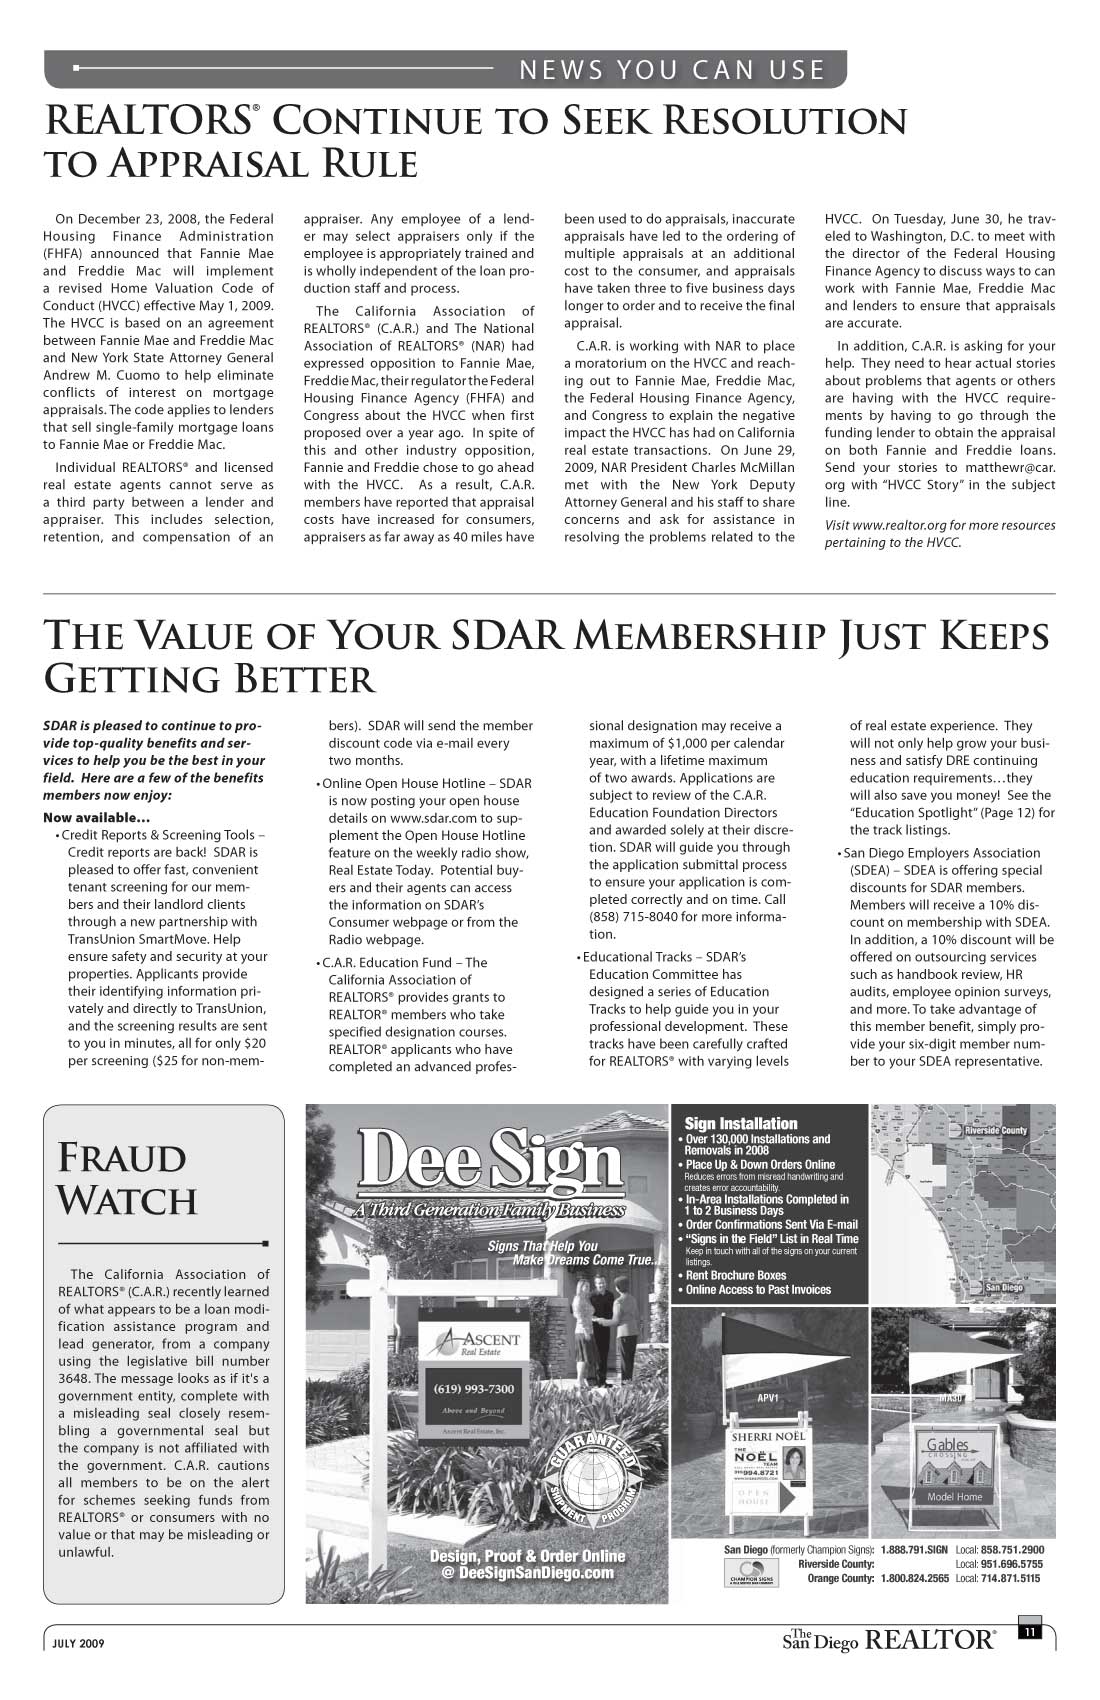 NEWS YOU CAN USE
REALTORS® Continue to Seek Resolution
to Appraisal Rule
On December 23, 2008, the Federal
Housing Finance Administration
(FHFA) announced that Fannie Mae
and Freddie Mac will implement
a revised Home Valuation Code of
Conduct (HVCC) effective May 1, 2009.
The HVCC is based on an agreement
between Fannie Mae and Freddie Mac
and New York State Attorney General
Andrew M. Cuomo to help eliminate
conflicts of interest on mortgage
appraisals. The code applies to lenders
that sell single-family mortgage loans
to Fannie Mae or Freddie Mac.
Individual REALTORS® and licensed
real estate agents cannot serve as
a third party between a lender and
appraiser. This includes selection,
retention, and compensation of an
appraiser. Any employee of a lend-
er may select appraisers only if the
employee is appropriately trained and
is wholly independent of the loan pro-
duction staff and process.
The California Association of
REALTORS® (C.A.R.) and The National
Association of REALTORS® (NAR) had
expressed opposition to Fannie Mae,
Freddie Mac, their regulator the Federal
Housing Finance Agency (FHFA) and
Congress about the HVCC when first
proposed over a year ago. In spite of
this and other industry opposition,
Fannie and Freddie chose to go ahead
with the HVCC. As a result, C.A.R.
members have reported that appraisal
costs have increased for consumers,
appraisers as far away as 40 miles have
been used to do appraisals, inaccurate
appraisals have led to the ordering of
multiple appraisals at an additional
cost to the consumer, and appraisals
have taken three to five business days
longer to order and to receive the final
appraisal.
C.A.R. is working with NAR to place
a moratorium on the HVCC and reach-
ing out to Fannie Mae, Freddie Mac,
the Federal Housing Finance Agency,
and Congress to explain the negative
impact the HVCC has had on California
real estate transactions. On June 29,
2009, NAR President Charles McMillan
met with the New York Deputy
Attorney General and his staff to share
concerns and ask for assistance in
resolving the problems related to the
HVCC. On Tuesday, June 30, he trav-
eled to Washington, D.C. to meet with
the director of the Federal Housing
Finance Agency to discuss ways to can
work with Fannie Mae, Freddie Mac
and lenders to ensure that appraisals
are accurate.
In addition, C.A.R. is asking for your
help. They need to hear actual stories
about problems that agents or others
are having with the HVCC require-
ments by having to go through the
funding lender to obtain the appraisal
on both Fannie and Freddie loans.
Send your stories to matthewr@car.
org with “HVCC Story” in the subject
line.
Visit www.realtor.org for more resources
pertaining to the HVCC.
The Value of Your SDAR Membership Just Keeps
Getting Better
SDAR is pleased to continue to pro-
vide top-quality benefits and ser-
vices to help you be the best in your
field. Here are a few of the benefits
members now enjoy:
Now available…
• Credit Reports & Screening Tools –
Credit reports are back! SDAR is
pleased to offer fast, convenient
tenant screening for our mem-
bers and their landlord clients
through a new partnership with
TransUnion SmartMove. Help
ensure safety and security at your
properties. Applicants provide
their identifying information pri-
vately and directly to TransUnion,
and the screening results are sent
to you in minutes, all for only $20
per screening ($25 for non-mem-
bers). SDAR will send the member
discount code via e-mail every
two months.
• Online Open House Hotline – SDAR
is now posting your open house
details on www.sdar.com to sup-
plement the Open House Hotline
feature on the weekly radio show,
Real Estate Today. Potential buy-
ers and their agents can access
the information on SDAR’s
Consumer webpage or from the
Radio webpage.
• C.A.R. Education Fund – The
California Association of
REALTORS® provides grants to
REALTOR® members who take
specified designation courses.
REALTOR® applicants who have
completed an advanced profes-
sional designation may receive a
maximum of $1,000 per calendar
year, with a lifetime maximum
of two awards. Applications are
subject to review of the C.A.R.
Education Foundation Directors
and awarded solely at their discre-
tion. SDAR will guide you through
the application submittal process
to ensure your application is com-
pleted correctly and on time. Call
(858) 715-8040 for more informa-
tion.
• Educational Tracks – SDAR’s
Education Committee has
designed a series of Education
Tracks to help guide you in your
professional development. These
tracks have been carefully crafted
for REALTORS® with varying levels
of real estate experience. They
will not only help grow your busi-
ness and satisfy DRE continuing
education requirements…they
will also save you money! See the
“Education Spotlight” (Page 12) for
the track listings.
• San Diego Employers Association
(SDEA) – SDEA is offering special
discounts for SDAR members.
Members will receive a 10% dis-
count on membership with SDEA.
In addition, a 10% discount will be
offered on outsourcing services
such as handbook review, HR
audits, employee opinion surveys,
and more. To take advantage of
this member benefit, simply pro-
vide your six-digit member num-
ber to your SDEA representative.
Fraud
Watch
The California Association of
REALTORS® (C.A.R.) recently learned
of what appears to be a loan modi-
fication assistance program and
lead generator, from a company
using the legislative bill number
3648. The message looks as if it's a
government entity, complete with
a misleading seal closely resem-
bling a governmental seal but
the company is not affiliated with
the government. C.A.R. cautions
all members to be on the alert
for schemes seeking funds from
REALTORS® or consumers with no
value or that may be misleading or
unlawful.
Dee Sign
A Third Generation Family Business
Signs That Help You
Make Dreams Come True...
ASCENT
Real Estate
(619) 993-7300
Above and Beyond
Ascent Real Estate, Inc.
GUARANTEED
SHIPMENT PROGRAM
Design, Proof & Order Online
@ DeeSignSanDiego.com
Sign Installation
• Over 130,000 Installations and
Removals in 2008
• Place Up & Down Orders Online
Reduces errors from misread handwriting and
creates error accountability.
• In-Area Installations Completed in
1 to 2 Business Days
• Order Confirmations Sent Via E-mail
• “Signs in the Field” List in Real Time
Keep in touch with all of the signs on your current
listings.
• Rent Brochure Boxes
• Online Access to Past Invoices
Riverside County
San Diego
APV1
SHERRI NOËL
THE
NOËL
TEAM
994.8721
OPEN
HOUSE
MA30
Gables
CROSSING
Model Home
San Diego (formerly Champion Signs): 1.888.791.SIGN Local: 858.751.2900
Riverside County: Local: 951.696.5755
Orange County: 1.800.824.2565 Local: 714.871.5115
CHAMPION SIGNS
JULY 2009
The San Diego REALTOR®
11